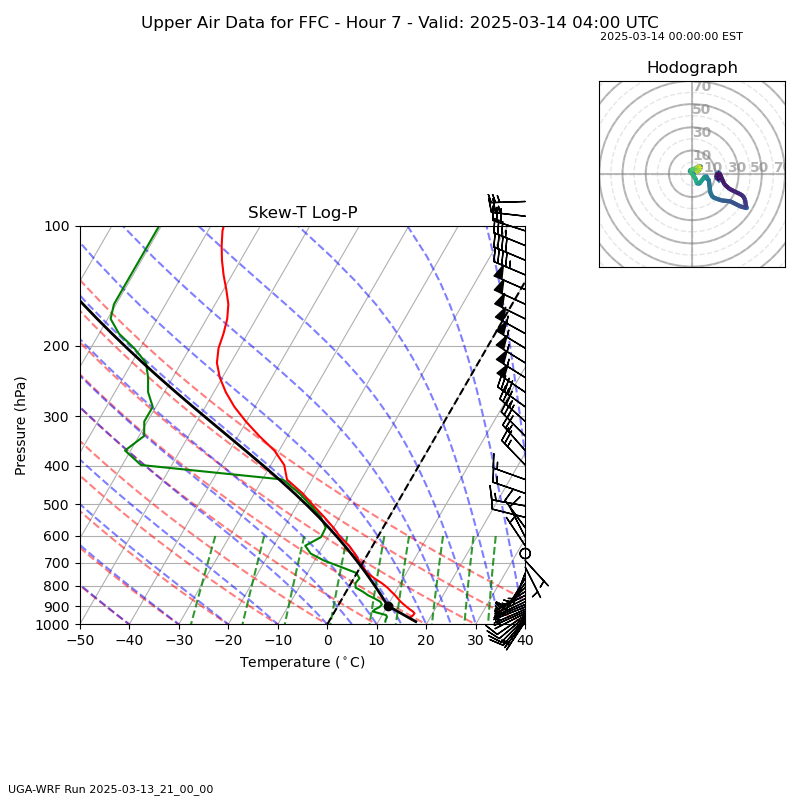 Upper Air Data for FFC - Hour 7 - Valid: 2025-03-14 04:00 UTC
2025-03-14 00:00:00 EST
Hodograph
70
50
30
10
10 30 50 70
Skew-T Log-P
100
200
300
400
500
600
700
800
900
1000
Pressure (hPa)
−50 −40 −30 −20 −10 0 10 20 30 40
Temperature (°C)
UGA-WRF Run 2025-03-13_21_00_00